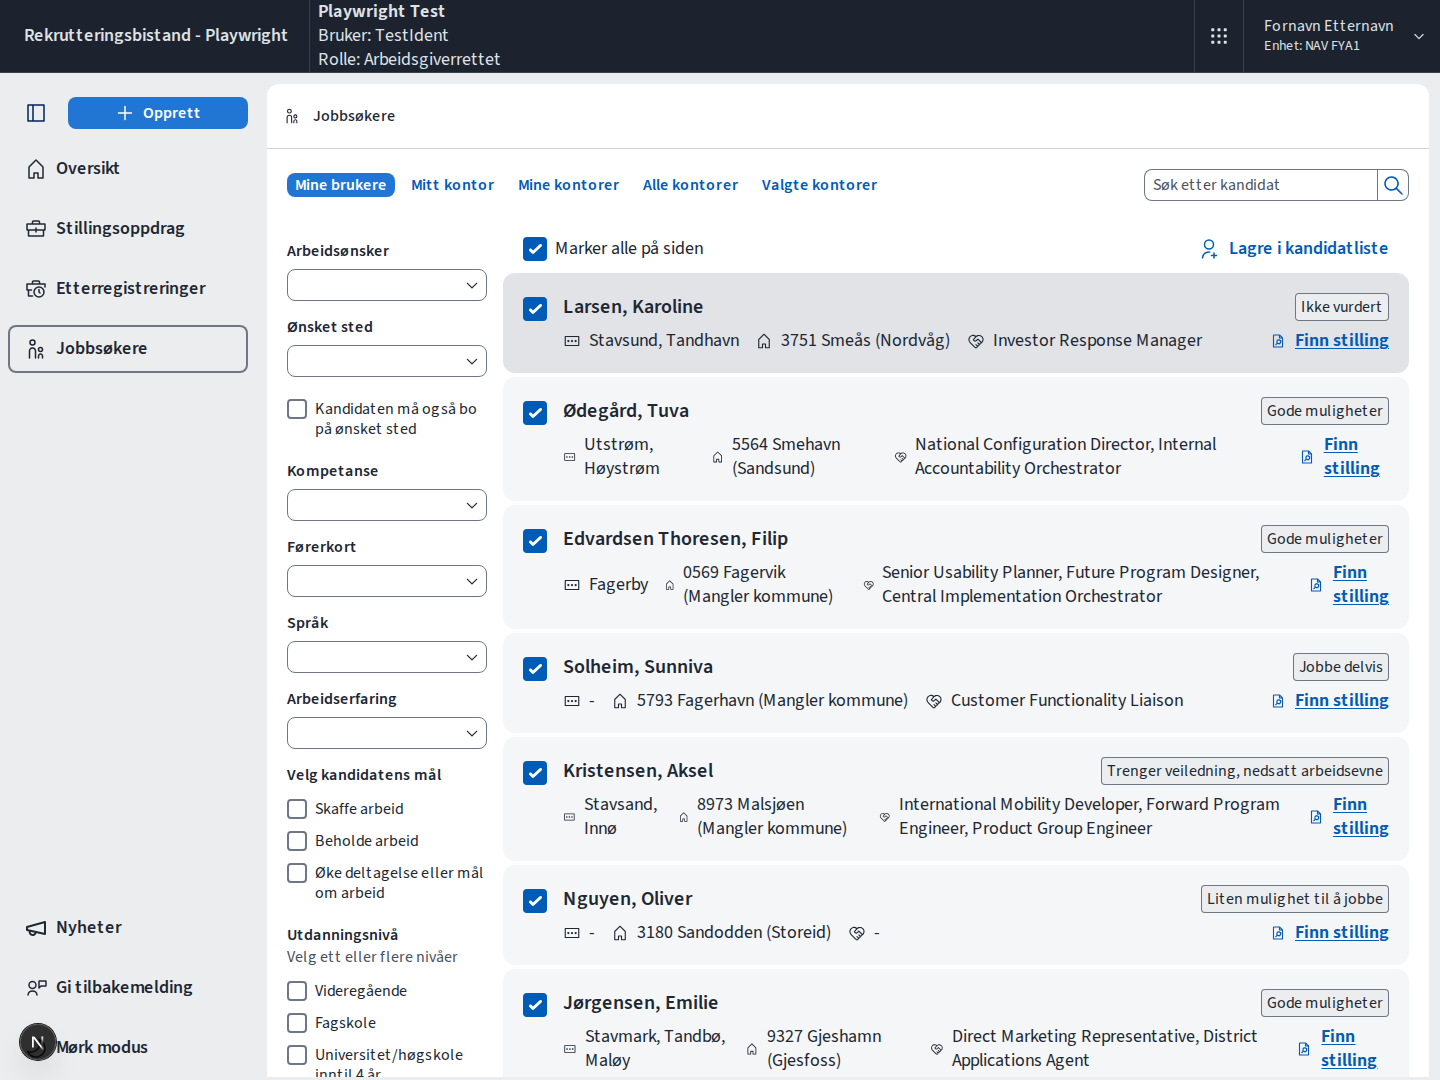 Rekrutteringsbistand - Playwright
Playwright Test
Bruker: TestIdent
Rolle: Arbeidsgiverrettet
Fornavn Etternavn
Enhet: NAV FYA1
Opprett
Oversikt
Stillingsoppdrag
Etterregistreringer
Jobbsøkere
Nyheter
Gi tilbakemelding
N
Mørk modus
Jobbsøkere
Mine brukere
Mitt kontor
Mine kontorer
Alle kontorer
Valgte kontorer
Søk etter kandidat
Arbeidsønsker
Ønsket sted
Kandidaten må også bo
på ønsket sted
Kompetanse
Førerkort
Språk
Arbeidserfaring
Velg kandidatens mål
Skaffe arbeid
Beholde arbeid
Øke deltagelse eller mål
om arbeid
Utdanningsnivå
Velg ett eller flere nivåer
Videregående
Fagskole
Universitet/høgskole
inntil 4 år
Marker alle på siden
Lagre i kandidatliste
Larsen, Karoline
Ikke vurdert
Stavsund, Tandhavn
3751 Smeås (Nordvåg)
Investor Response Manager
Finn stilling
Ødegård, Tuva
Gode muligheter
Utstrøm,
Høystrøm
5564 Smehavn
(Sandsund)
National Configuration Director, Internal
Accountability Orchestrator
Finn
stilling
Edvardsen Thoresen, Filip
Gode muligheter
Fagerby
0569 Fagervik
(Mangler kommune)
Senior Usability Planner, Future Program Designer,
Central Implementation Orchestrator
Finn
stilling
Solheim, Sunniva
Jobbe delvis
-
5793 Fagerhavn (Mangler kommune)
Customer Functionality Liaison
Finn stilling
Kristensen, Aksel
Trenger veiledning, nedsatt arbeidsevne
Stavsand,
Innø
8973 Malsjøen
(Mangler kommune)
International Mobility Developer, Forward Program
Engineer, Product Group Engineer
Finn
stilling
Nguyen, Oliver
Liten mulighet til å jobbe
-
3180 Sandodden (Storeid)
-
Finn stilling
Jørgensen, Emilie
Gode muligheter
Stavmark, Tandbø,
Maløy
9327 Gjeshamn
(Gjesfoss)
Direct Marketing Representative, District
Applications Agent
Finn
stilling